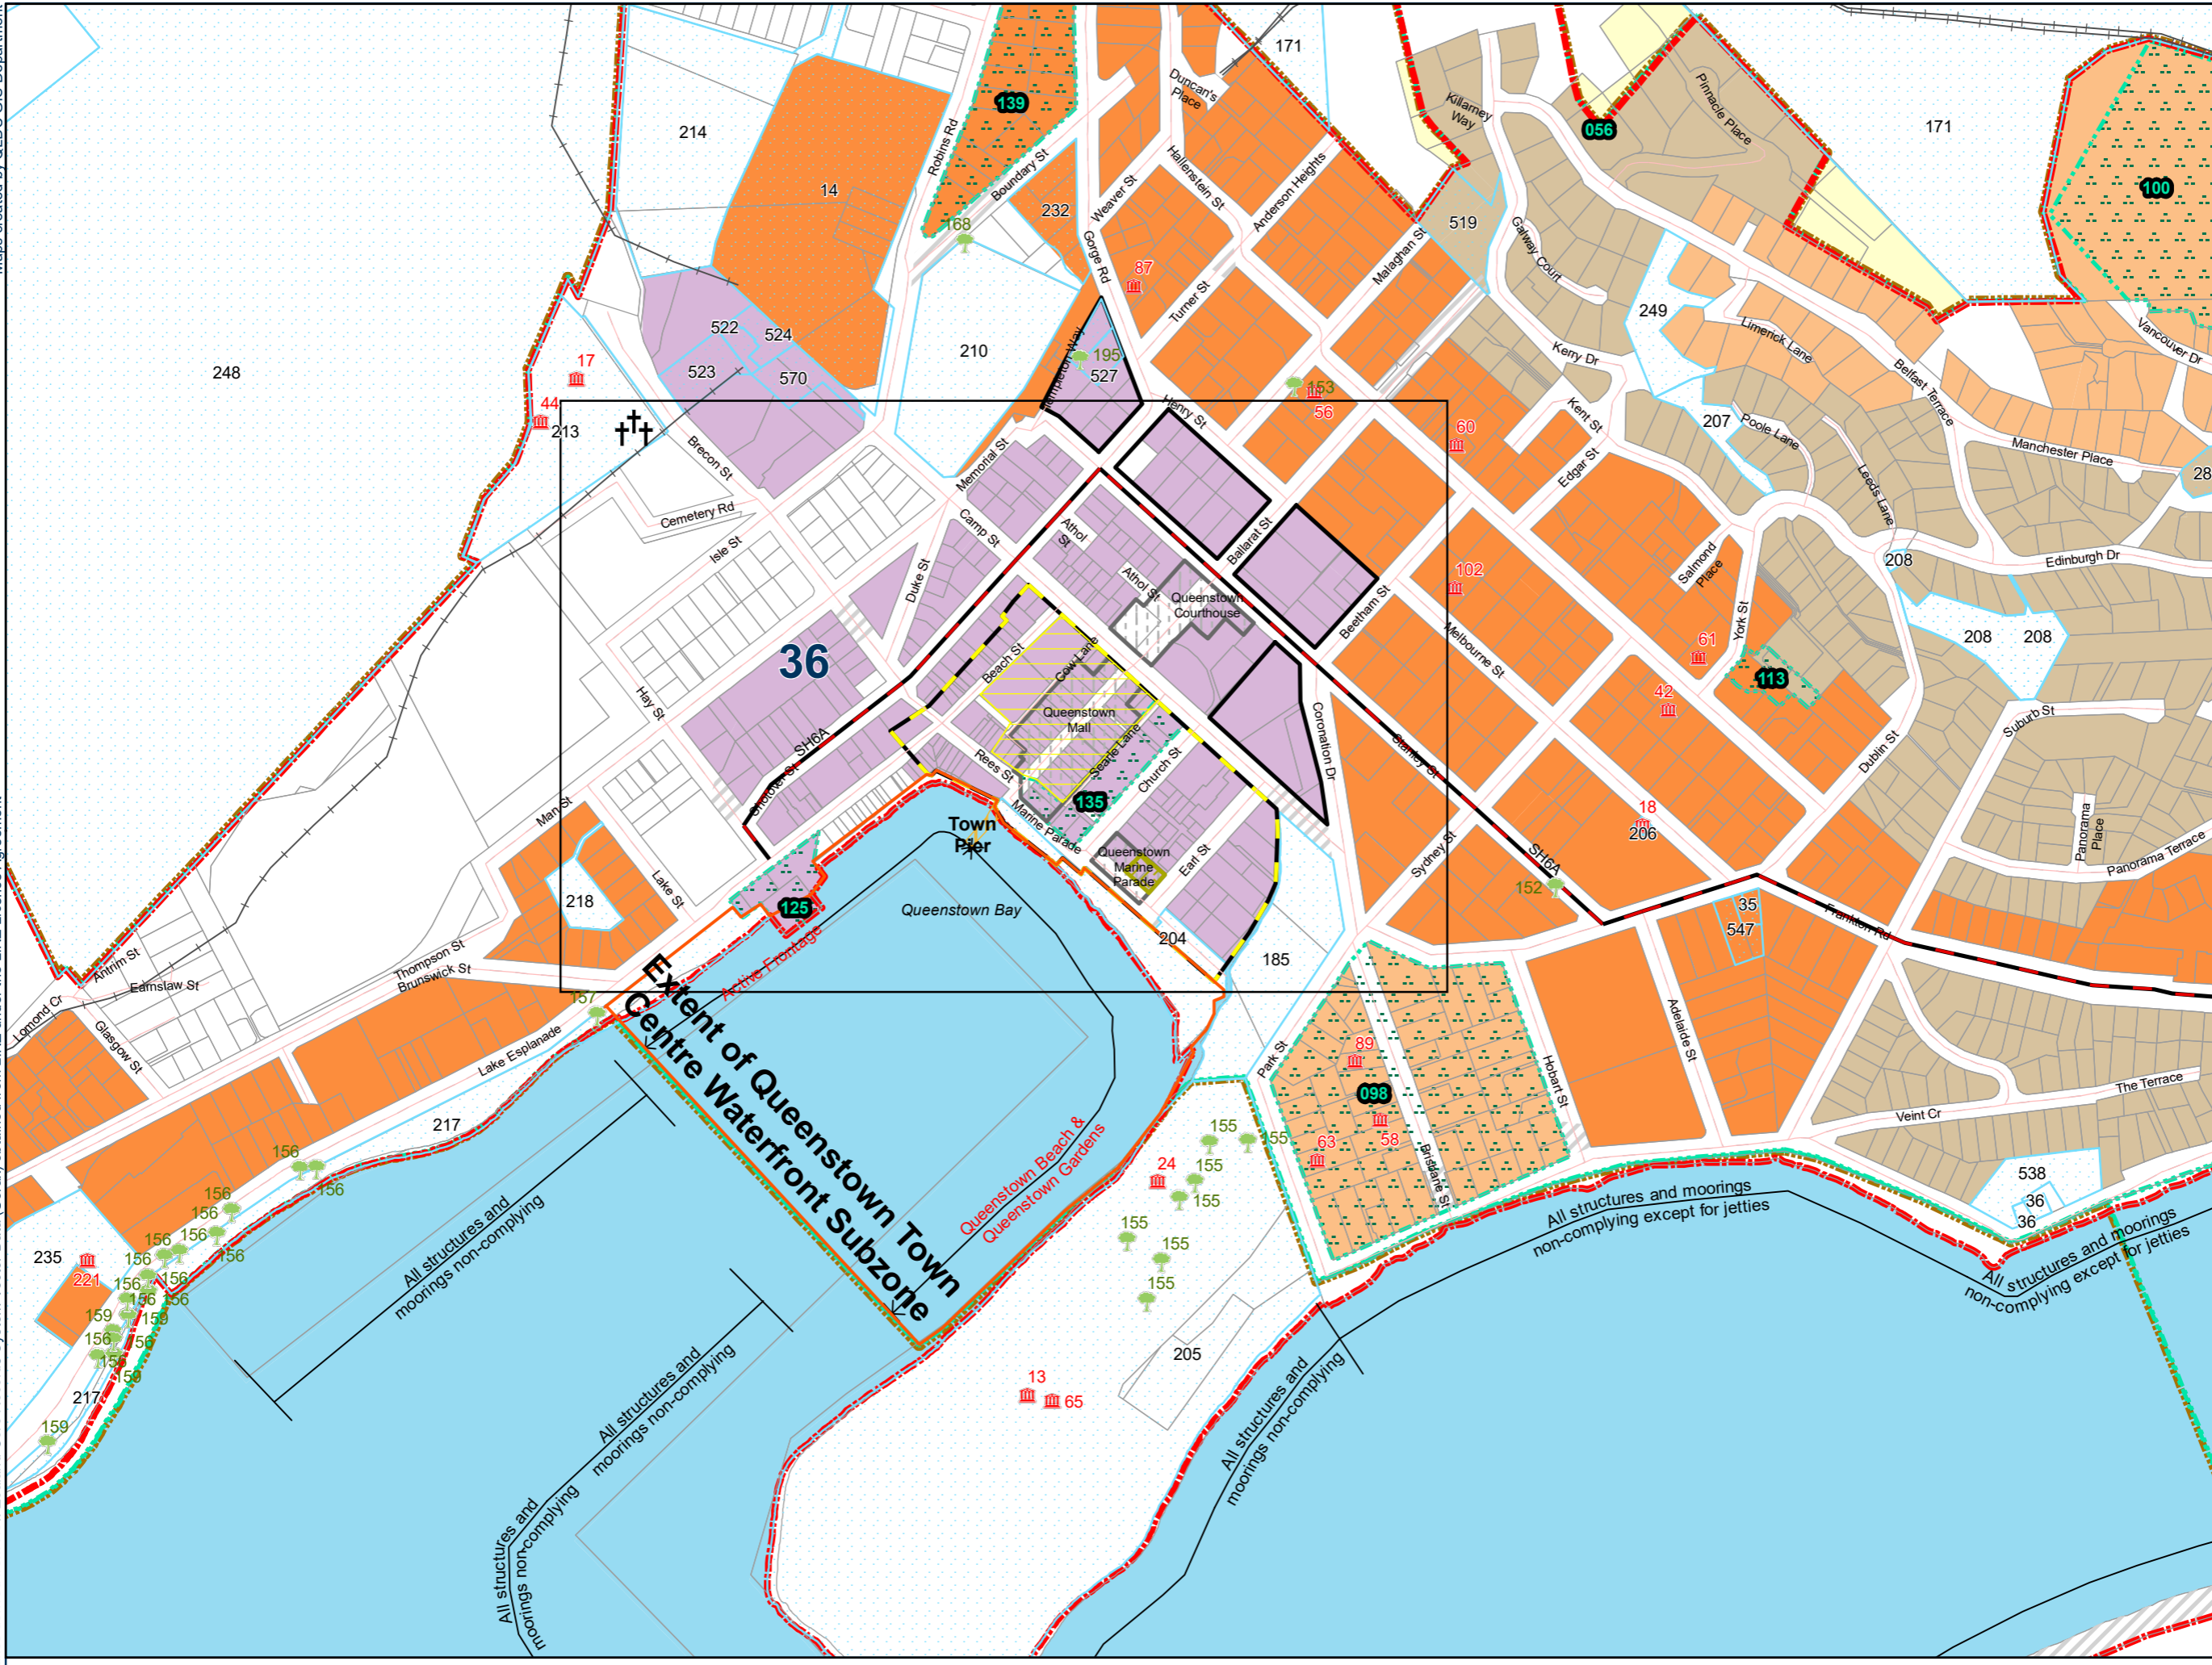 171
Duncan's
Place
Killarney
Way
Pinnacle Place
139
056
171
214
Robins Rd
14
Boundary St
Hallenstein St
Anderson Heights
100
232
Weaver St
168
Gorge Rd
519
Galway Court
Malaghan St
87
Turner St
249
522
524
Limerick Lane
Vancouver Dr
17
210
195
527
Kerry Dr
248
523
570
Belfast Terrace
153
56
Henry St
44
213
60
Kent St
207
Poole Lane
Manchester Place
Brecon St
Memorial St
Edgar St
Leeds Lane
28
Cemetery Rd
Camp St
Athol
St
Ballarat St
Isle St
208
Edinburgh Dr
Duke St
Athol St
Queenstown
Courthouse
102
Salmond
Place
Beetham St
Melbourne St
York St
61
208
208
36
Beach St
Cow Lane
113
Hay St
42
Queenstown
Mall
Coronation Dr
Suburb St
SH6A
Searle Lane
Stanley St
Dublin St
Rees St
Church St
Shotover St
135
Man St
Town
Pier
Marine Parade
18
206
Panorama
Place
Queenstown
Marine
Parade
Earl St
Sydney St
SH6A
Panorama Terrace
Lake St
152
218
125
Queenstown Bay
35
547
Frankton Rd
204
Active Frontage
185
Thompson St
Brunswick St
Antrim St
Earnslaw St
Lomond Cr
Glasgow St
157
Extent of Queenstown Town
Centre Waterfront Subzone
Lake Esplanade
Adelaide St
Park St
89
098
Hobart St
The Terrace
217
Veint Cr
155
155
63
58
Brisbane St
Queenstown Beach &
Queenstown Gardens
156
156
24
155
155
538
36
36
156
156
155
All structures and moorings
non-complying except for jetties
All structures and
moorings non-complying
156
156
156
155
235
221
156
155
All structures and moorings
non-complying except for jetties
156
156
156
156
159
159
156
156
156
159
205
All structures and
moorings non-complying
217
13
65
All structures and
moorings non-complying
159
All structures and
moorings non-complying